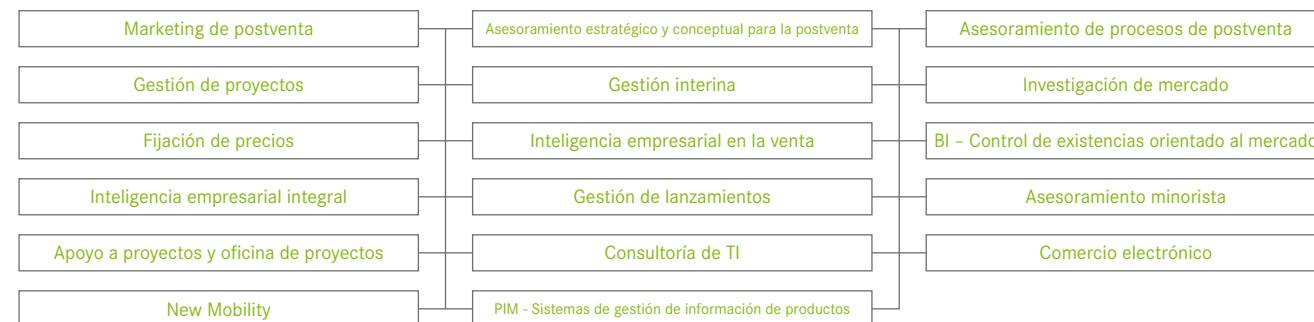 Marketing de postventa
Asesoramiento estratégico y conceptual para la postventa
Asesoramiento de procesos de postventa
Gestión de proyectos
Gestión interina
Investigación de mercado
Fijación de precios
Inteligencia empresarial en la venta
BI – Control de existencias orientado al mercado
Inteligencia empresarial integral
Gestión de lanzamientos
Asesoramiento minorista
Apoyo a proyectos y oficina de proyectos
Consultoría de TI
Comercio electrónico
New Mobility
PIM - Sistemas de gestión de información de productos